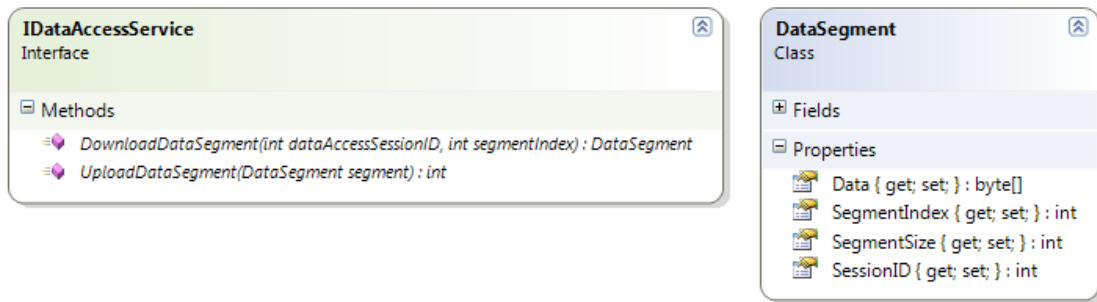 IDataAccessService
Interface
Methods
DownloadDataSegment(int dataAccessSessionID, int segmentIndex) : DataSegment
UploadDataSegment(DataSegment segment) : int
DataSegment
Class
Fields
Properties
Data { get; set; } : byte[]
SegmentIndex { get; set; } : int
SegmentSize { get; set; } : int
SessionID { get; set; } : int